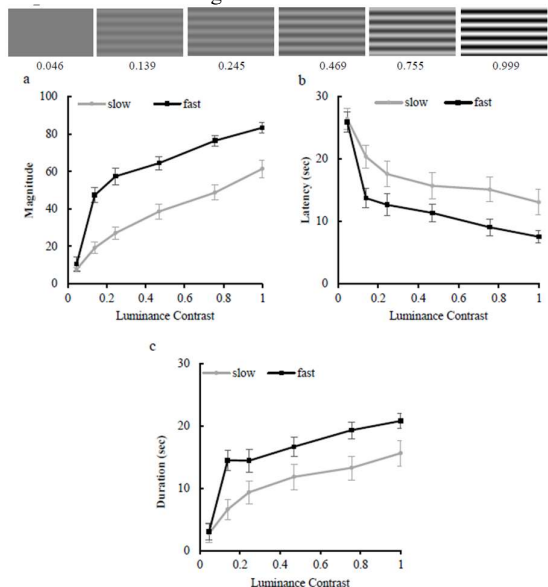 0.046 0.139 0.245 0.469 0.755 0.999
a
slow fast
100
80
60
40
20
0
Magnitude
0 0.2 0.4 0.6 0.8 1
Luminance Contrast
b
slow fast
30
20
10
0
Latency (sec)
0 0.2 0.4 0.6 0.8 1
Luminance Contrast
c
slow fast
30
20
10
0
Duration (sec)
0 0.2 0.4 0.6 0.8 1
Luminance Contrast